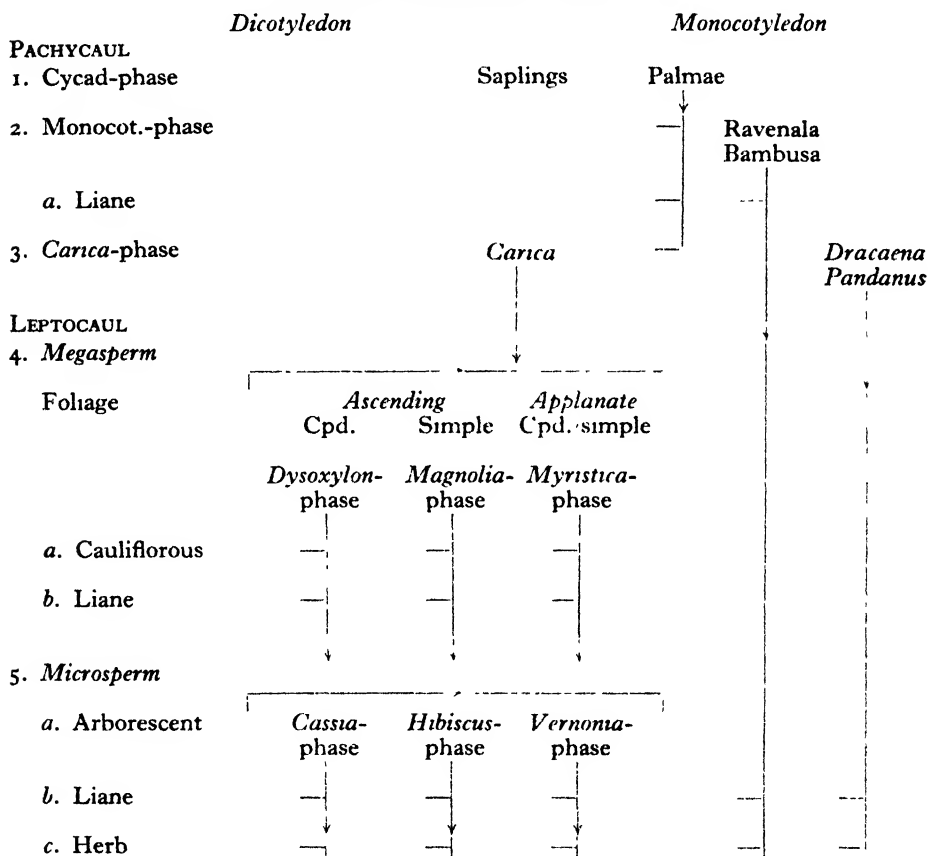 Dicotyledon Monocotyledon
PACHYCAUL
1. Cycad-phase Saplings Palmae
2. Monocot.-phase Ravenala
Bambusa
a. Liane
3. Carica-phase Carica Dracaena
Pandanus
LEPTOCAUL
4. Megasperm
Foliage Ascending Applanate
Cpd. Simple Cpd. simple
Dysoxylon- Magnolia- Myristica-
phase phase phase
a. Cauliflorous
b. Liane
5. Microsperm
a. Arborescent Cassia- Hibiscus- Vernonia-
phase phase phase
b. Liane
c. Herb